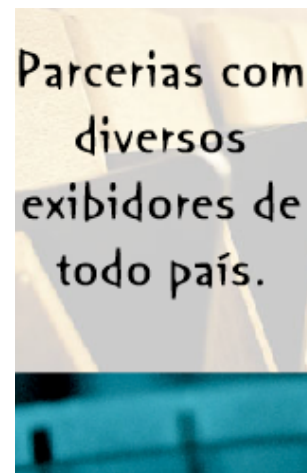 Parcerias com
diversos
exibidores de
todo país.